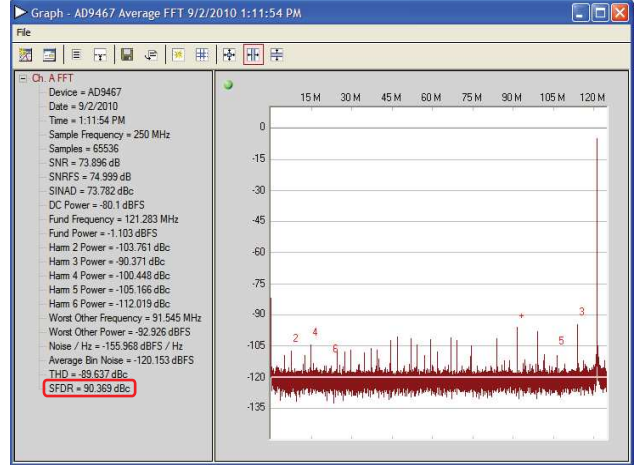 Graph - AD9467 Average FFT 9/2/2010 1:11:54 PM
File
Ch. A FFT
Device = AD9467
Date = 9/2/2010
Time = 1:11:54 PM
Sample Frequency = 250 MHz
Samples = 65536
SNR = 73.896 dB
SNRFS = 74.999 dB
SINAD = 73.782 dBc
DC Power = -80.1 dBFS
Fund Frequency = 121.283 MHz
Fund Power = -1.103 dBFS
Harm 2 Power = -103.761 dBc
Harm 3 Power = -90.371 dBc
Harm 4 Power = -100.448 dBc
Harm 5 Power = -105.166 dBc
Harm 6 Power = -112.019 dBc
Worst Other Frequency = 91.545 MHz
Worst Other Power = -92.926 dBFS
Noise / Hz = -155.968 dBFS / Hz
Average Bin Noise = -120.153 dBFS
THD = -89.637 dBc
SFDR = 90.369 dBc
15 M 30 M 45 M 60 M 75 M 90 M 105 M 120 M
0
-15
-30
-45
-60
-75
-90
-105
-120
-135
+ 3
2 4 6 5